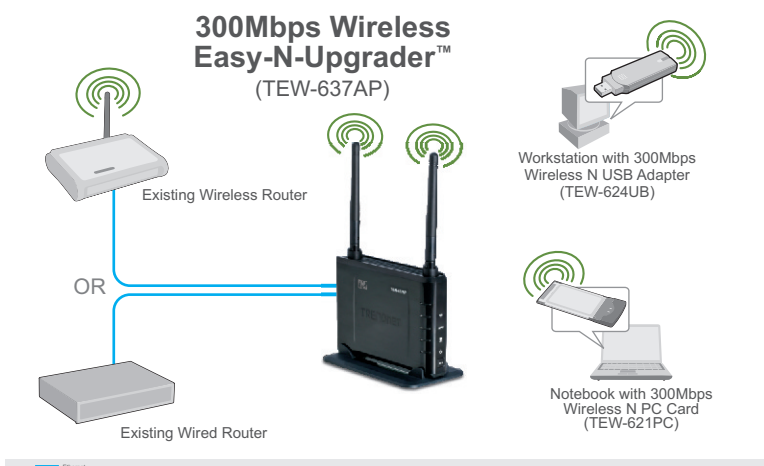 300Mbps Wireless
Easy-N-Upgrader™
(TEW-637AP)
Existing Wireless Router
OR
Existing Wired Router
TRENDnet
Workstation with 300Mbps
Wireless N USB Adapter
(TEW-624UB)
Notebook with 300Mbps
Wireless N PC Card
(TEW-621PC)